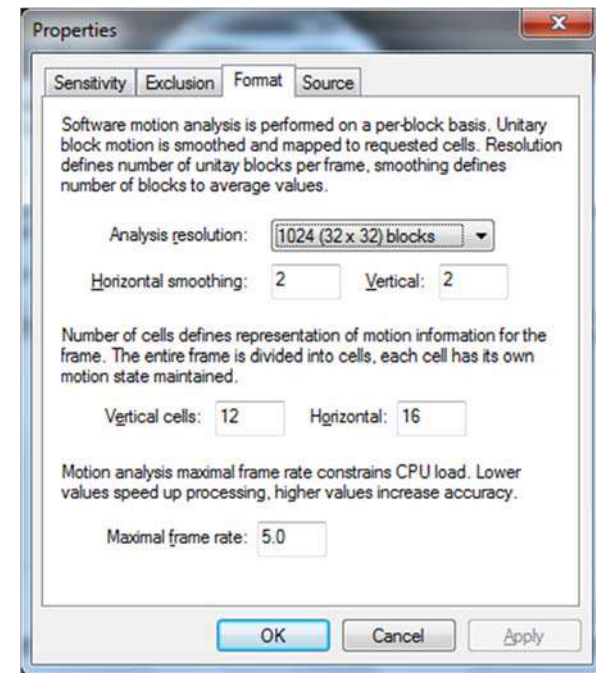 Properties
Sensitivity Exclusion Format Source
Software motion analysis is performed on a per-block basis. Unitary
block motion is smoothed and mapped to requested cells. Resolution
defines number of unitay blocks per frame, smoothing defines
number of blocks to average values.
Analysis resolution: 1024 (32 x 32) blocks
Horizontal smoothing: 2 Vertical: 2
Number of cells defines representation of motion information for the
frame. The entire frame is divided into cells, each cell has its own
motion state maintained.
Vertical cells: 12 Horizontal: 16
Motion analysis maximal frame rate constrains CPU load. Lower
values speed up processing, higher values increase accuracy.
Maximal frame rate: 5.0
OK Cancel Apply